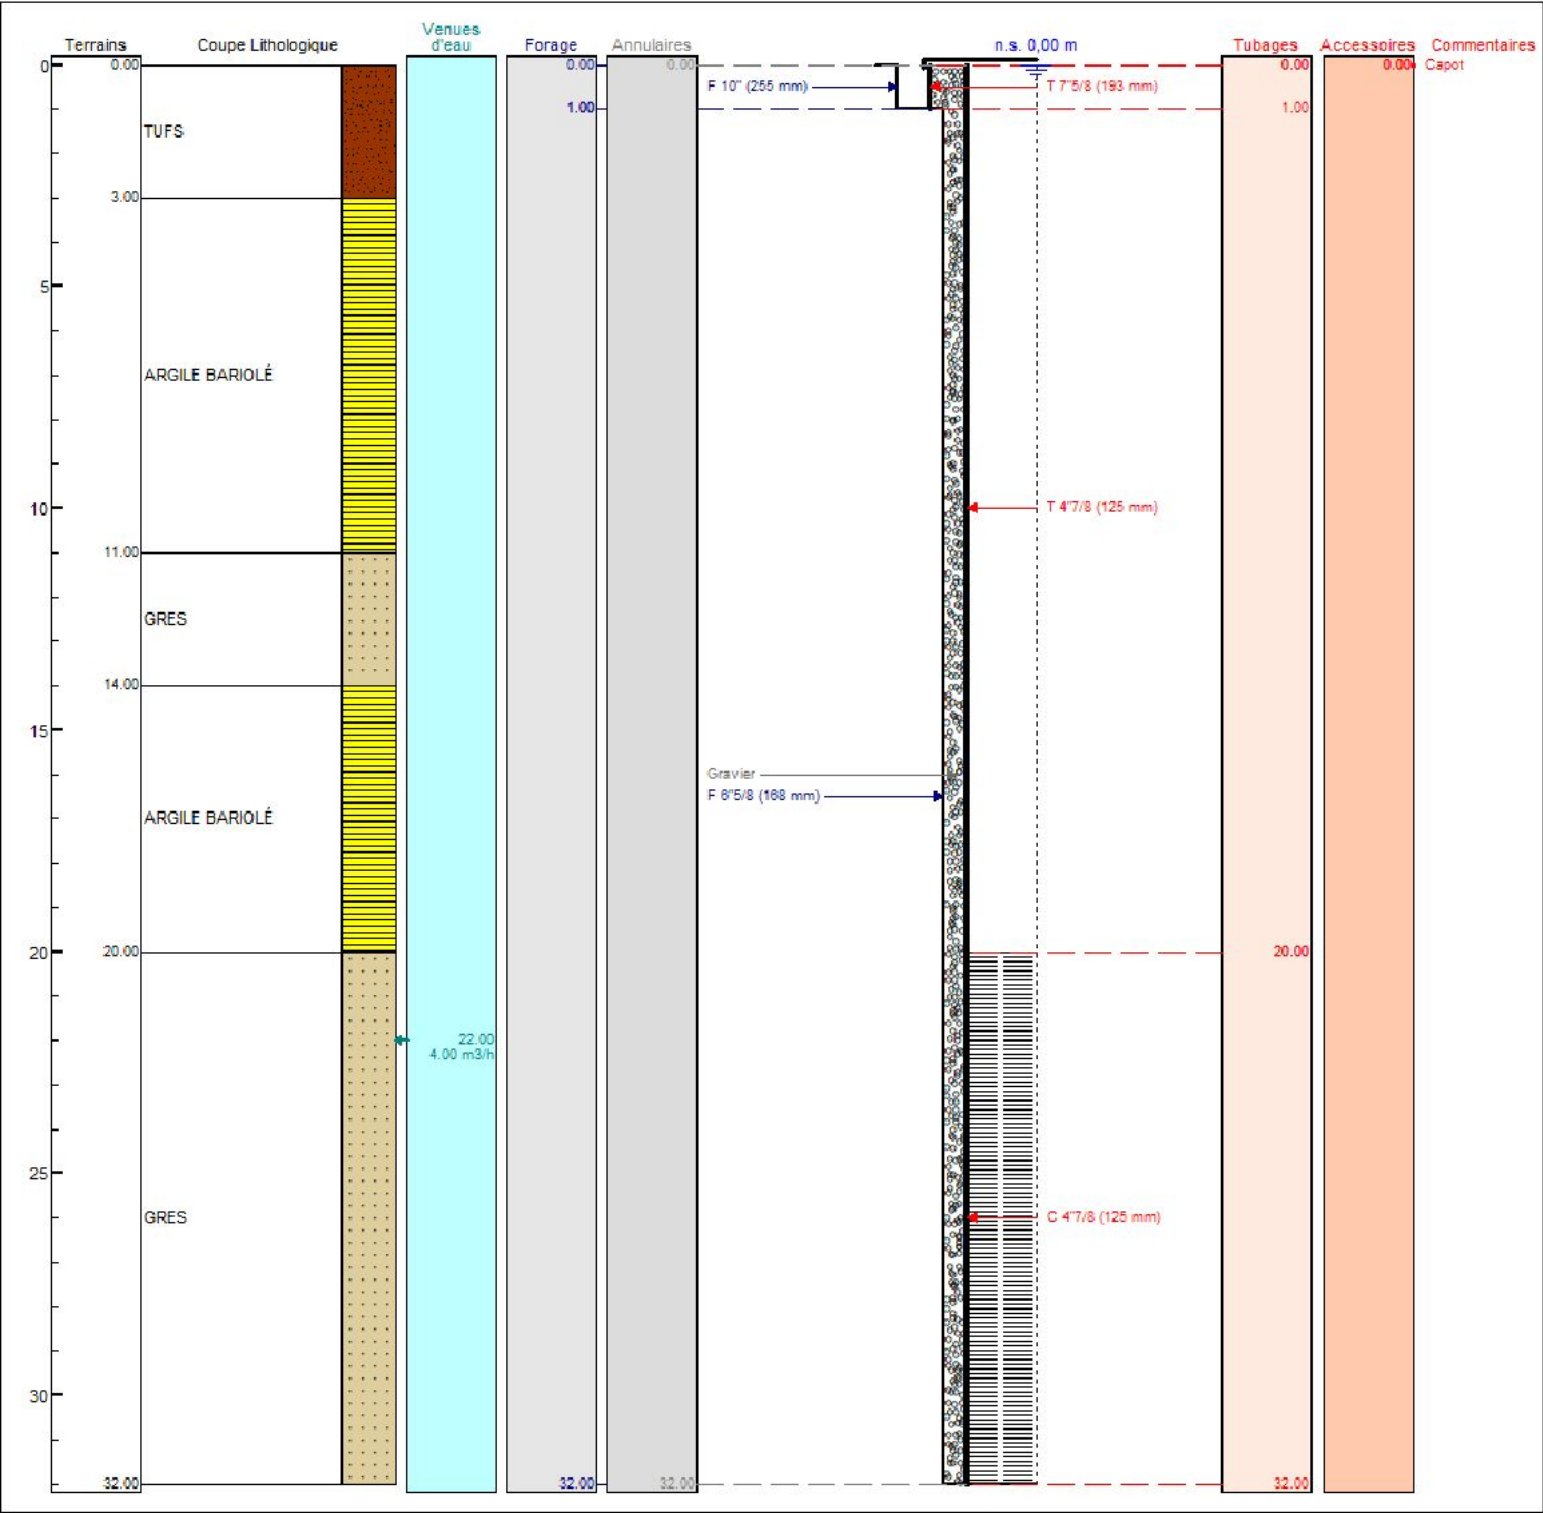 Terrains
Coupe Lithologique
Venues
d'eau
Forage
Annulaires
n.s. 0,00 m
Tubages
Accessoires
Commentaires
0
0.00
0.00
0.00
0.00
0.00
Capot
F 10" (255 mm)
T 7"5/8 (193 mm)
1.00
1.00
TUFS
3.00
5
ARGILE BARIOLÉ
10
T 4"7/8 (125 mm)
11.00
GRES
14.00
15
Gravier
F 6"5/8 (168 mm)
ARGILE BARIOLÉ
20
20.00
20.00
22.00
4.00 m3/h
25
GRES
C 4"7/8 (125 mm)
30
32.00
32.00
32.00
32.00